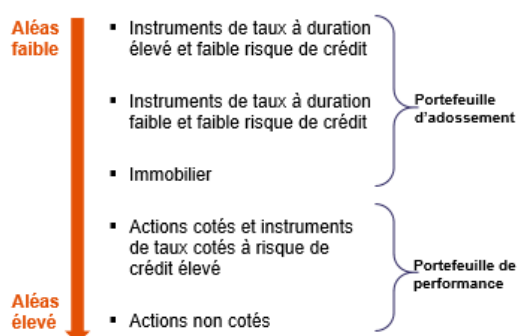 Aléas
faible
▪ Instruments de taux à duration
élevé et faible risque de crédit
▪ Instruments de taux à duration
faible et faible risque de crédit
Portefeuille
d'adossement
▪ Immobilier
▪ Actions cotés et instruments
de taux cotés à risque de
crédit élevé
Portefeuille de
performance
Aléas
élevé
▪ Actions non cotés